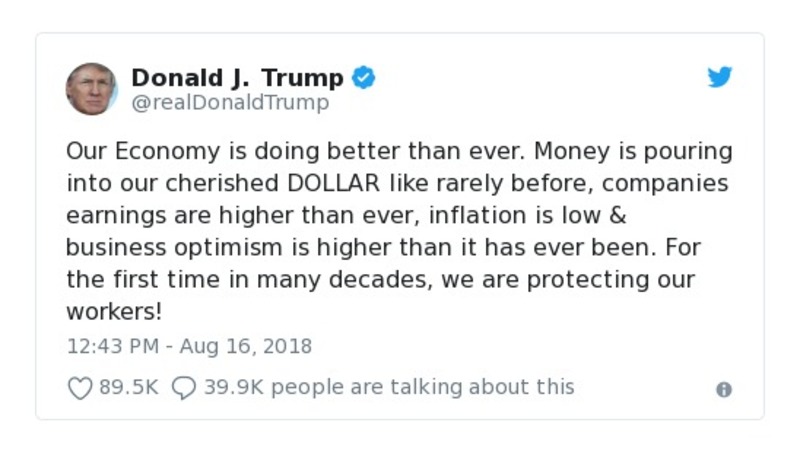 Donald J. Trump
@realDonaldTrump
Our Economy is doing better than ever. Money is pouring
into our cherished DOLLAR like rarely before, companies
earnings are higher than ever, inflation is low &
business optimism is higher than it has ever been. For
the first time in many decades, we are protecting our
workers!
12:43 PM - Aug 16, 2018
89.5K 39.9K people are talking about this